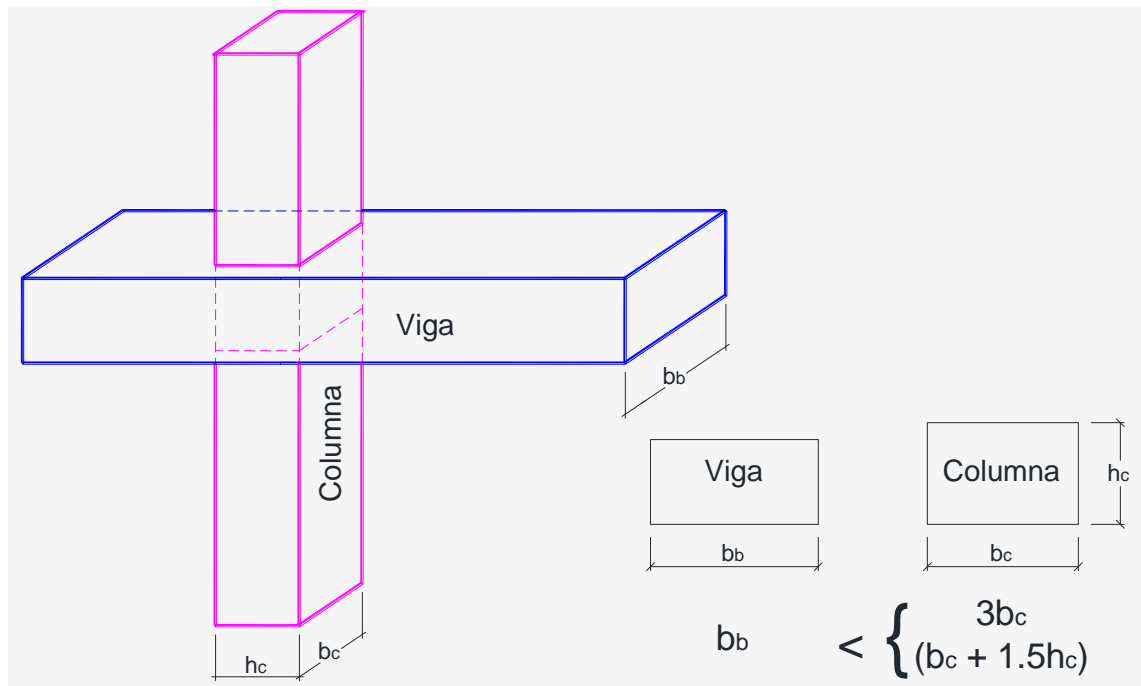 Viga
Columna
bb
hc
bc
Viga
bb
Columna
hc
bc
bb < { 3bc
(bc + 1.5hc)